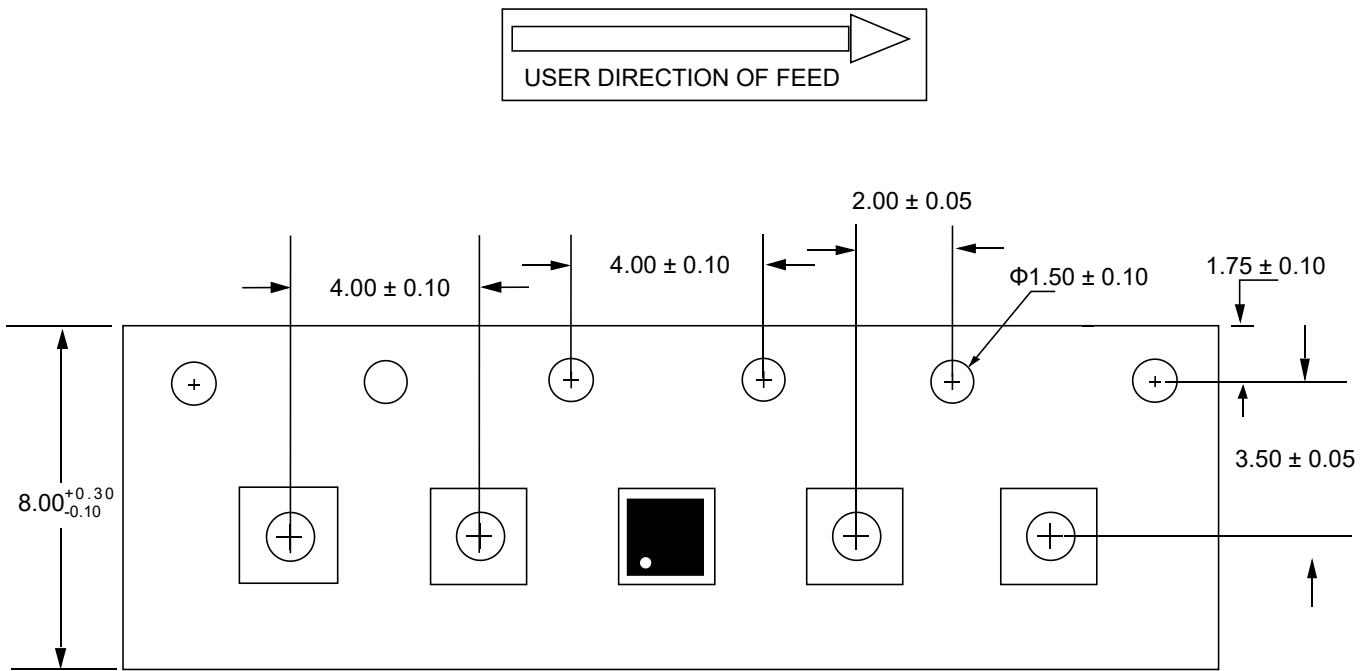 USER DIRECTION OF FEED
2.00 ± 0.05
4.00 ± 0.10
4.00 ± 0.10
Φ1.50 ± 0.10
1.75 ± 0.10
3.50 ± 0.05
8.00 +0.30 -0.10